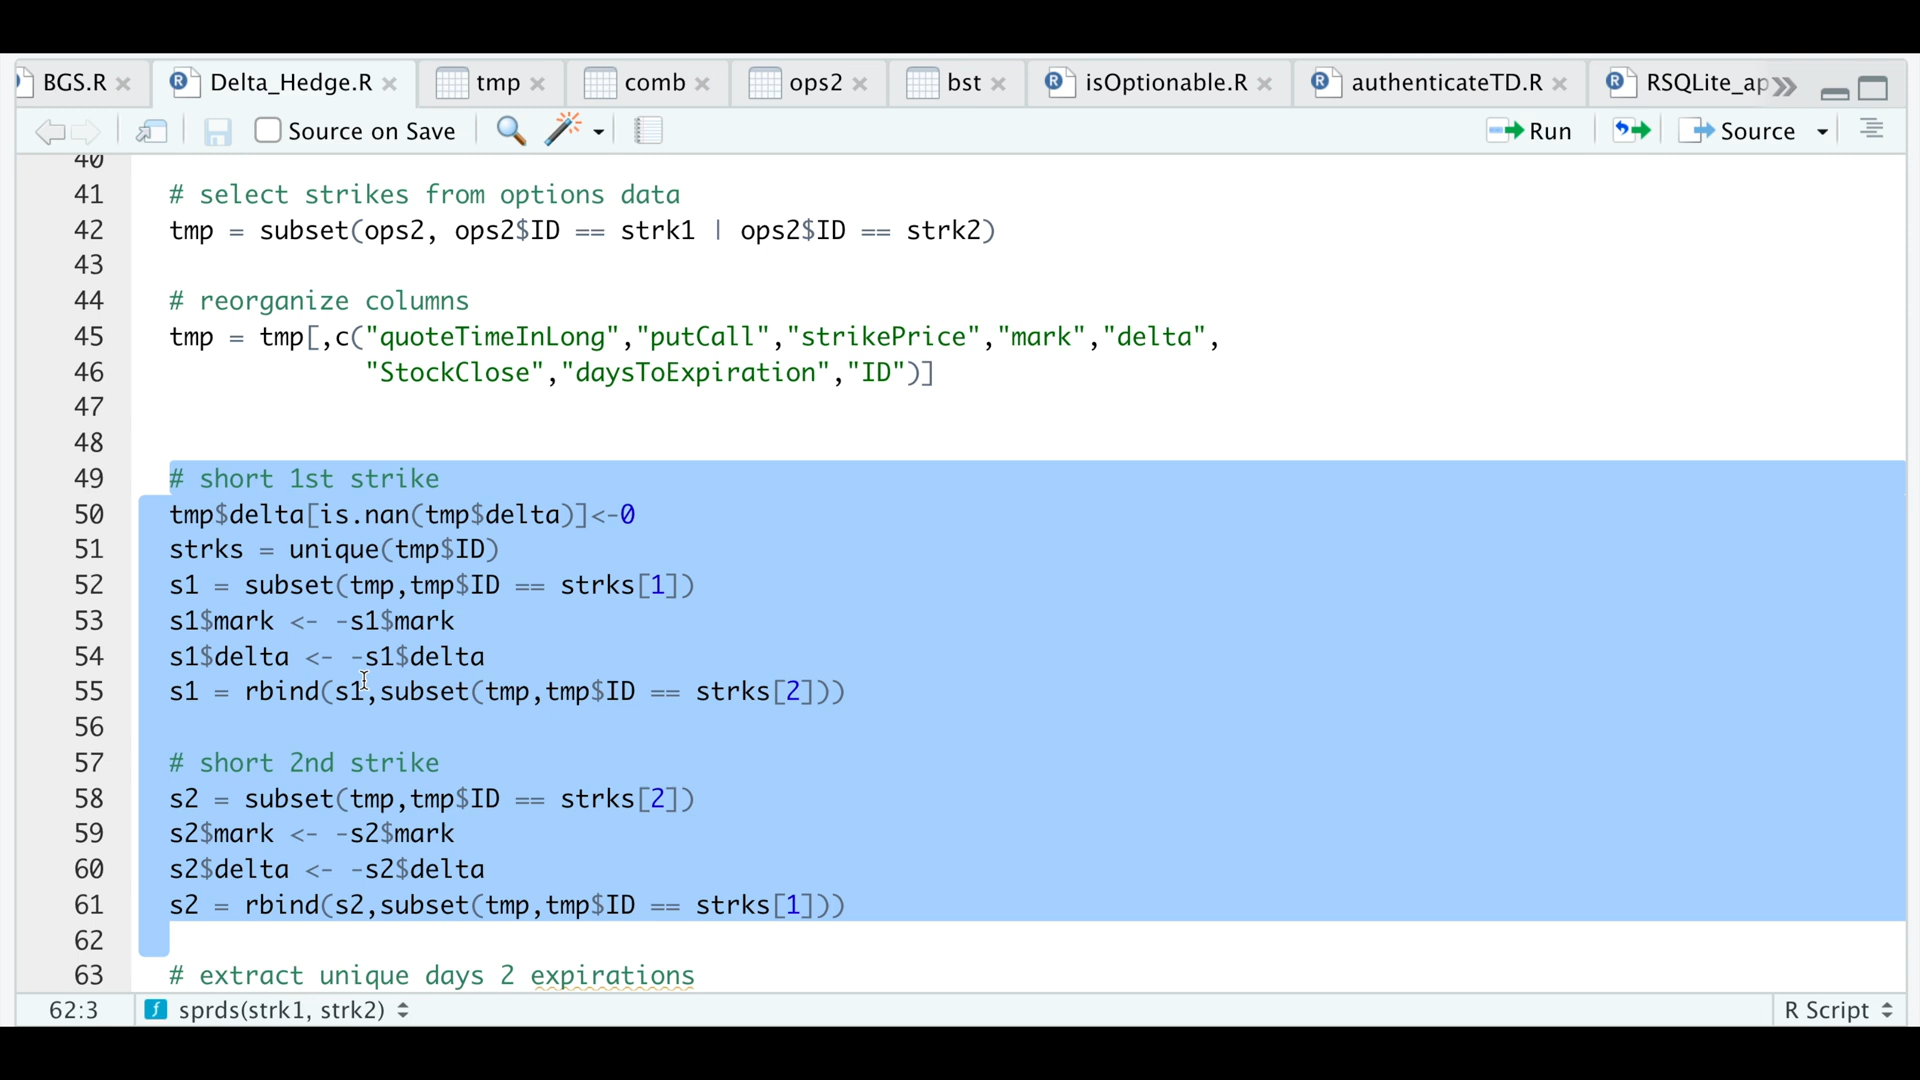 BGS.R Delta_Hedge.R tmp comb ops2 bst isOptionable.R authenticateTD.R RSQLite_ap
Source on Save Run Source
40
41 # select strikes from options data
42 tmp = subset(ops2, ops2$ID == strk1 | ops2$ID == strk2)
43
44 # reorganize columns
45 tmp = tmp[,c("quoteTimeInLong","putCall","strikePrice","mark","delta",
46 "StockClose","daysToExpiration","ID")]
47
48
49 # short 1st strike
50 tmp$delta[is.nan(tmp$delta)]<-0
51 strks = unique(tmp$ID)
52 s1 = subset(tmp,tmp$ID == strks[1])
53 s1$mark <- -s1$mark
54 s1$delta <- -s1$delta
55 s1 = rbind(s1,subset(tmp,tmp$ID == strks[2]))
56
57 # short 2nd strike
58 s2 = subset(tmp,tmp$ID == strks[2])
59 s2$mark <- -s2$mark
60 s2$delta <- -s2$delta
61 s2 = rbind(s2,subset(tmp,tmp$ID == strks[1]))
62
63 # extract unique days 2 expirations
62:3 sprds(strk1, strk2) R Script